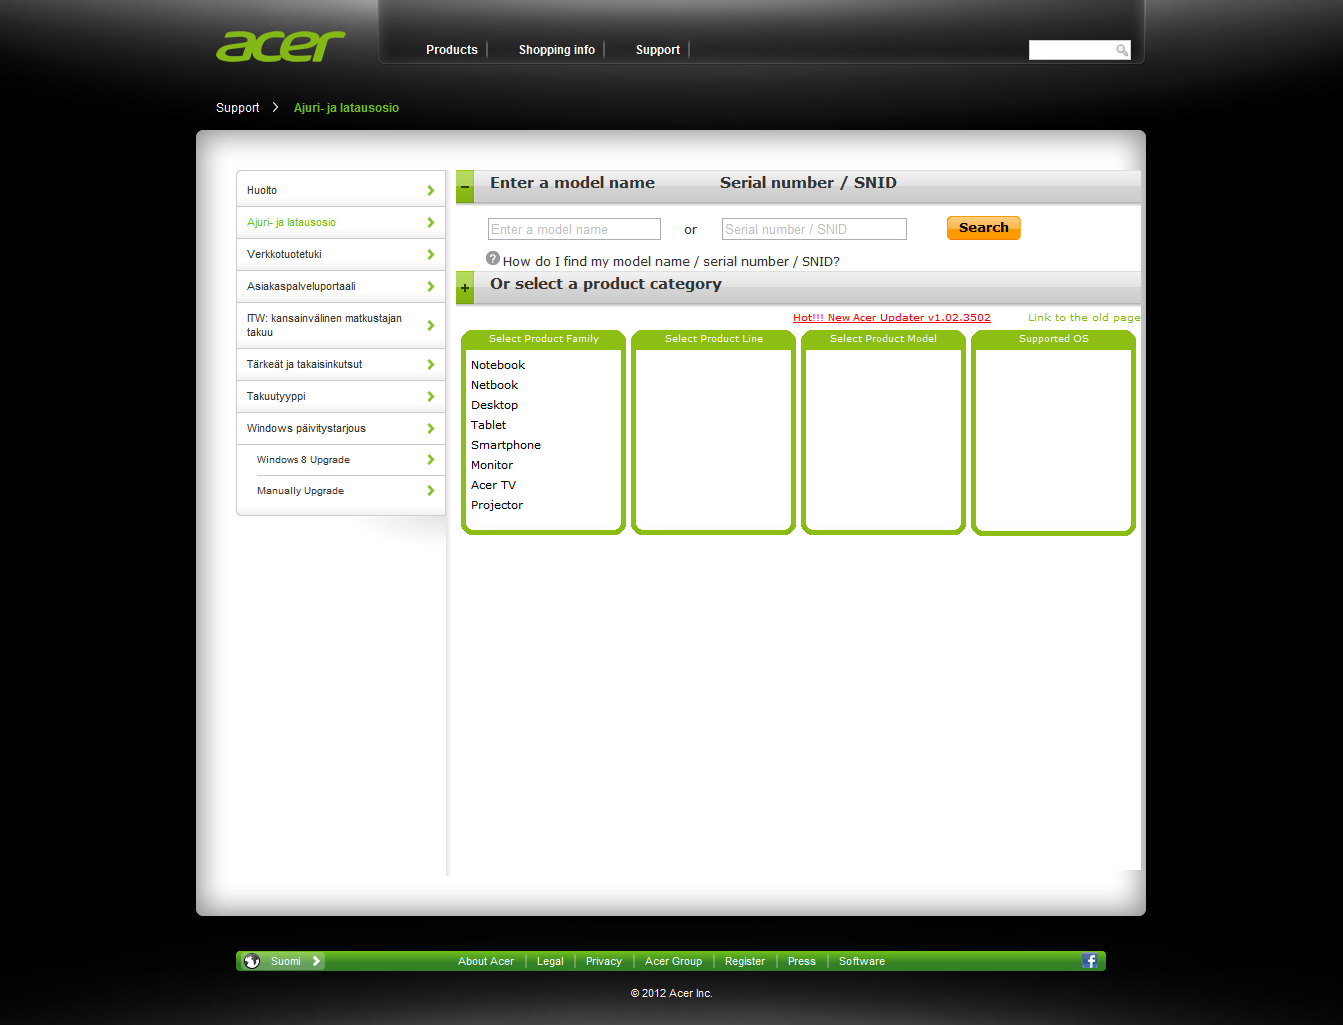 acer
Products
Shopping info
Support
Support
Ajuri- ja latausosio
Huolto
Ajuri- ja latausosio
Verkkotuotetuki
Asiakaspalveluportaali
ITW: kansainvälinen matkustajan
takuu
Tärkeät ja takaisinkutsut
Takuutyyppi
Windows päivitystarjous
Windows 8 Upgrade
Manually Upgrade
Enter a model name
Serial number / SNID
Enter a model name
or
Serial number / SNID
Search
? How do I find my model name / serial number / SNID?
Or select a product category
Hot!!! New Acer Updater v1.02.3502
Link to the old page
Select Product Family
Notebook
Netbook
Desktop
Tablet
Smartphone
Monitor
Acer TV
Projector
Select Product Line
Select Product Model
Supported OS
Suomi
About Acer
Legal
Privacy
Acer Group
Register
Press
Software
f
© 2012 Acer Inc.